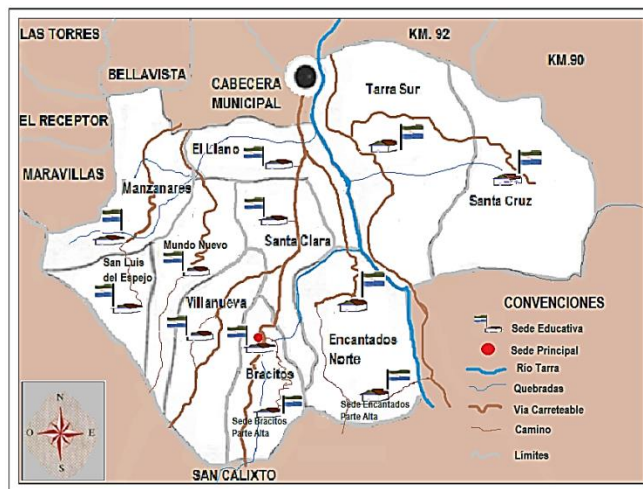 LAS TORRES
KM. 92
KM.90
BELLAVISTA
CABECERA
MUNICIPAL
Tarra Sur
EL RECEPTOR
El Llano
MARAVILLAS
Manzanares
Santa Cruz
Mundo Nuevo
Santa Clara
San Luis
del Espejo
Villanueva
Encantados
Norte
Bracitos
Sede Bracitos
Parte Alta
Sede Encantados
Parte Alta
SAN CALIXTO
N
O
E
S
CONVENCIONES
Sede Educativa
Sede Principal
Río Tarra
Quebradas
Via Carreteable
Camino
Límites